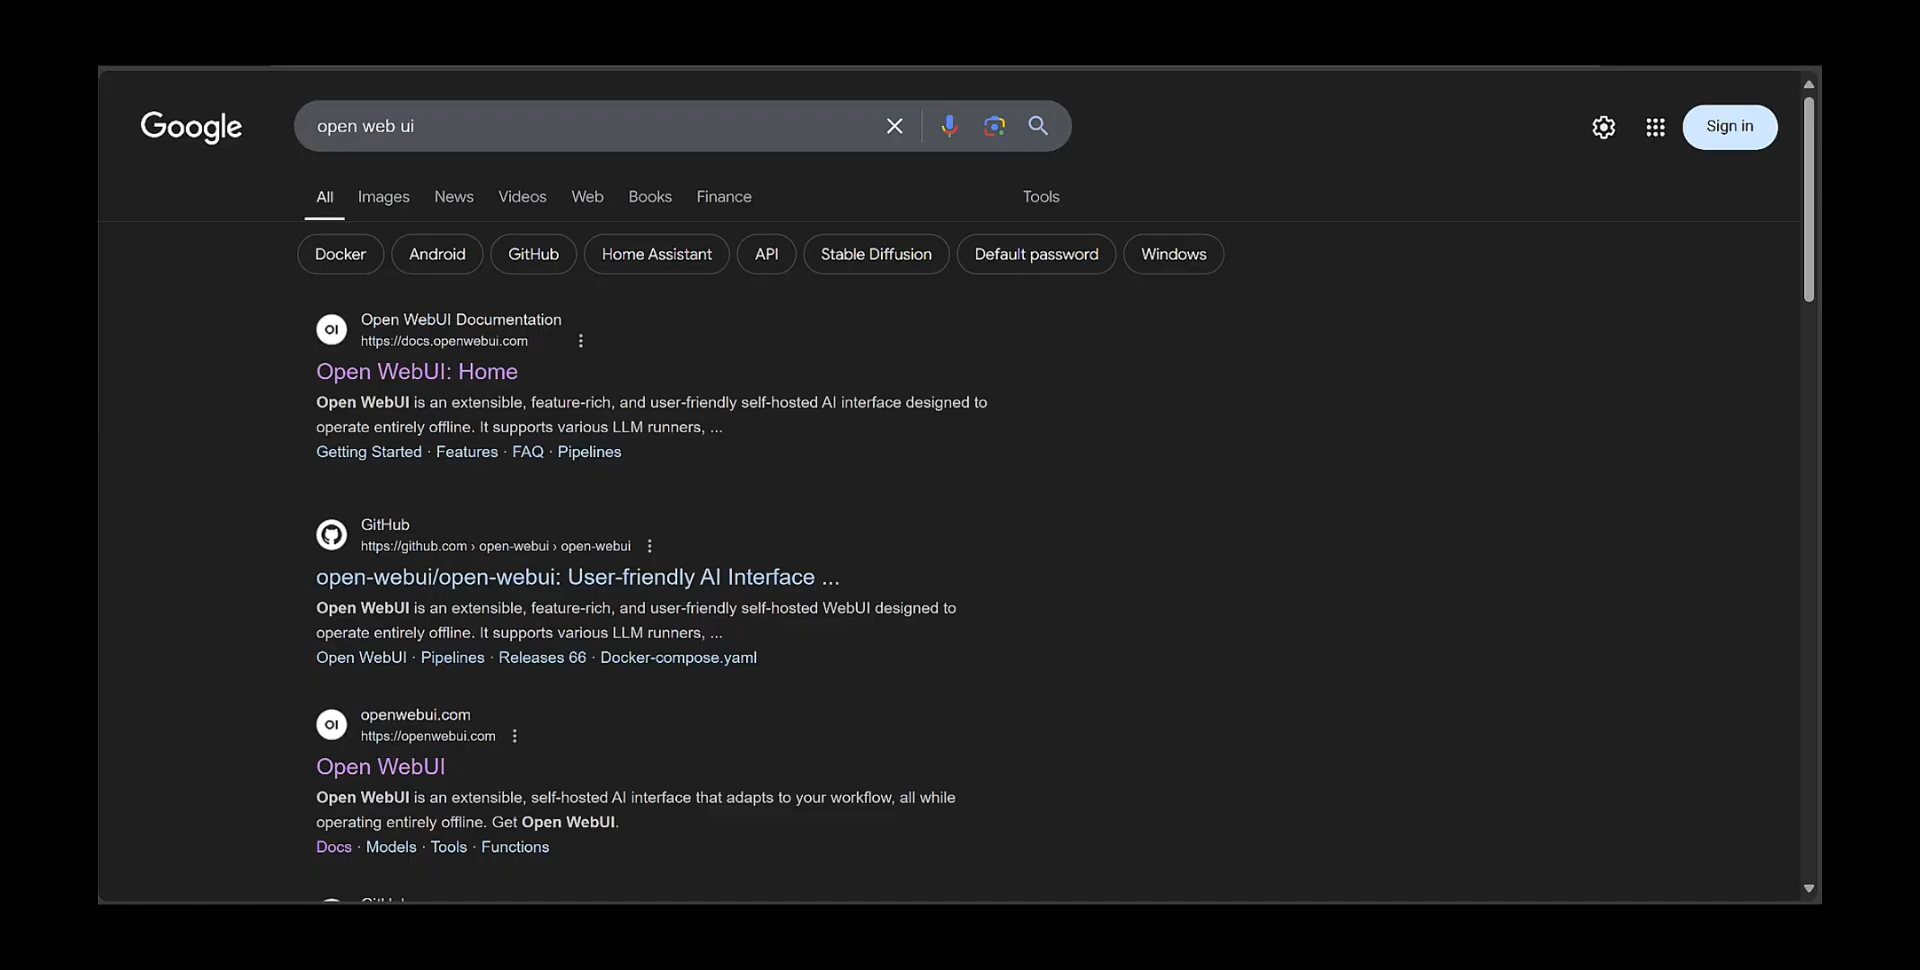 Google
open web ui
Sign in
All Images News Videos Web Books Finance Tools
Docker Android GitHub Home Assistant API Stable Diffusion Default password Windows
OI
Open WebUI Documentation
https://docs.openwebui.com
Open WebUI: Home
Open WebUI is an extensible, feature-rich, and user-friendly self-hosted AI interface designed to
operate entirely offline. It supports various LLM runners, ...
Getting Started · Features · FAQ · Pipelines
GitHub
https://github.com › open-webui › open-webui
open-webui/open-webui: User-friendly AI Interface ...
Open WebUI is an extensible, feature-rich, and user-friendly self-hosted WebUI designed to
operate entirely offline. It supports various LLM runners, ...
Open WebUI · Pipelines · Releases 66 · Docker-compose.yaml
OI
openwebui.com
https://openwebui.com
Open WebUI
Open WebUI is an extensible, self-hosted AI interface that adapts to your workflow, all while
operating entirely offline. Get Open WebUI.
Docs · Models · Tools · Functions